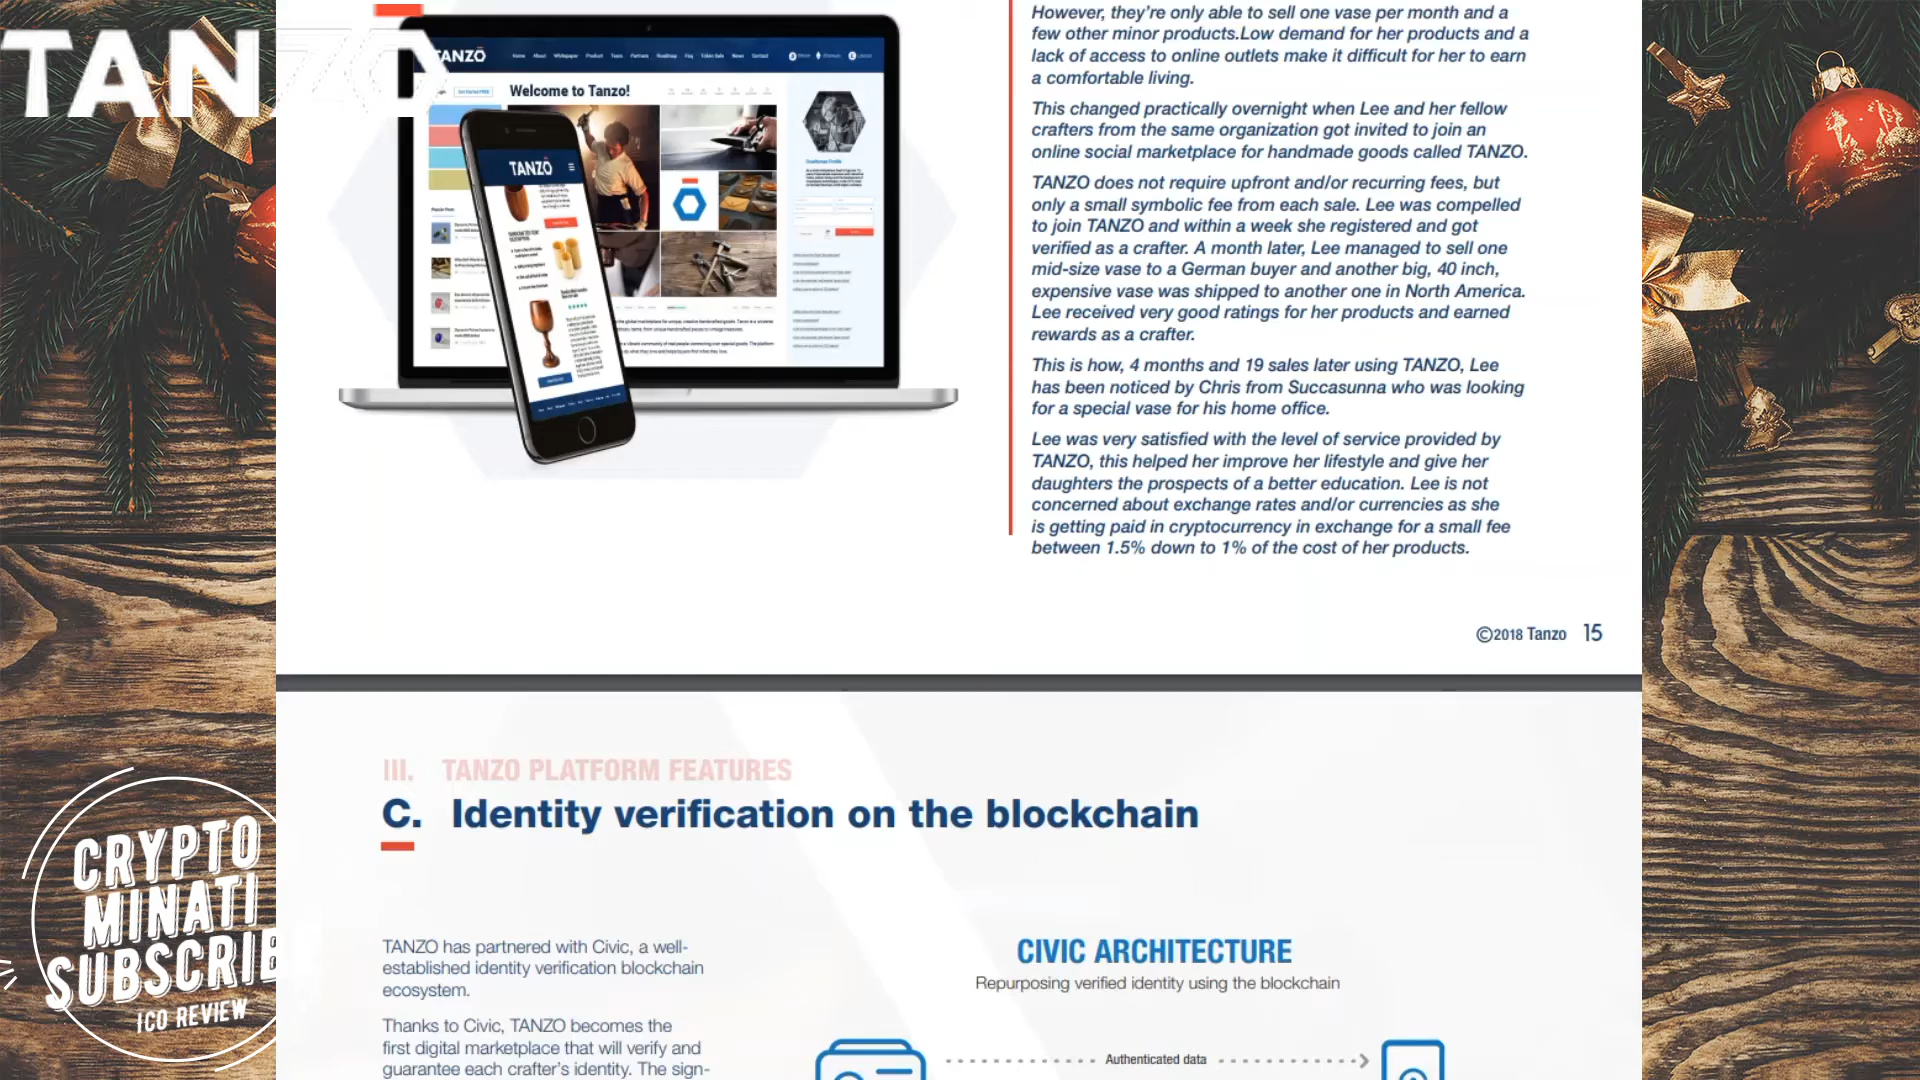 TANZO
TANZO
Home About Whitepaper Product Team Partners Roadmap Faq Token Sale News Contact
Welcome to Tanzo!
TANZO
However, they’re only able to sell one vase per month and a
few other minor products.Low demand for her products and a
lack of access to online outlets make it difficult for her to earn
a comfortable living.
This changed practically overnight when Lee and her fellow
crafters from the same organization got invited to join an
online social marketplace for handmade goods called TANZO.
TANZO does not require upfront and/or recurring fees, but
only a small symbolic fee from each sale. Lee was compelled
to join TANZO and within a week she registered and got
verified as a crafter. A month later, Lee managed to sell one
mid-size vase to a German buyer and another big, 40 inch,
expensive vase was shipped to another one in North America.
Lee received very good ratings for her products and earned
rewards as a crafter.
This is how, 4 months and 19 sales later using TANZO, Lee
has been noticed by Chris from Succasunna who was looking
for a special vase for his home office.
Lee was very satisfied with the level of service provided by
TANZO, this helped her improve her lifestyle and give her
daughters the prospects of a better education. Lee is not
concerned about exchange rates and/or currencies as she
is getting paid in cryptocurrency in exchange for a small fee
between 1.5% down to 1% of the cost of her products.
©2018 Tanzo 15
III. TANZO PLATFORM FEATURES
C. Identity verification on the blockchain
TANZO has partnered with Civic, a well-
established identity verification blockchain
ecosystem.
Thanks to Civic, TANZO becomes the
first digital marketplace that will verify and
guarantee each crafter’s identity. The sign-
CIVIC ARCHITECTURE
Repurposing verified identity using the blockchain
Authenticated data
CRYPTO
MINATI
SUBSCRIB
ICO REVIEW